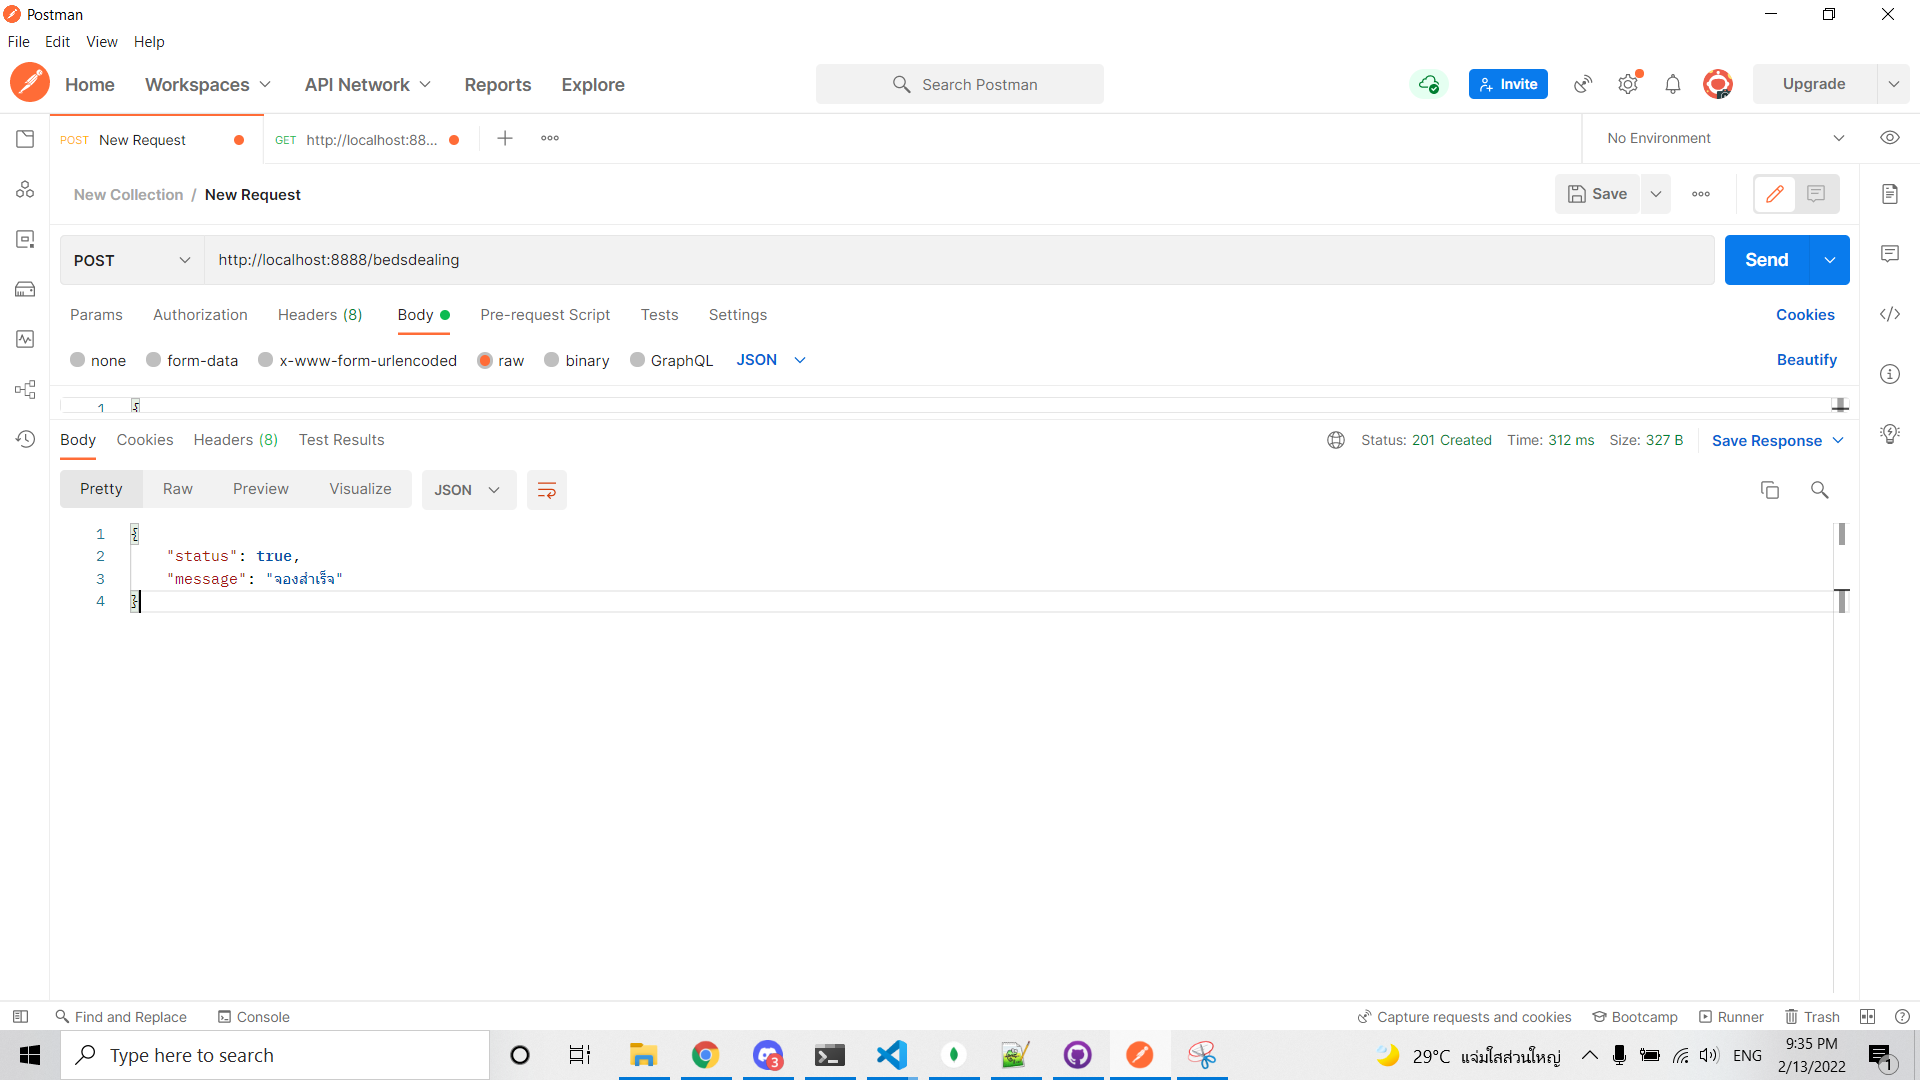 Postman
File Edit View Help
Home Workspaces API Network Reports Explore Search Postman Invite Upgrade
POST New Request GET http://localhost:88... No Environment
New Collection / New Request Save
POST http://localhost:8888/bedsdealing Send
Params Authorization Headers (8) Body Pre-request Script Tests Settings Cookies
none form-data x-www-form-urlencoded raw binary GraphQL JSON Beautify
1 {
Body Cookies Headers (8) Test Results Status: 201 Created Time: 312 ms Size: 327 B Save Response
Pretty Raw Preview Visualize JSON
1 {
2 "status": true,
3 "message": "จองสำเร็จ"
4 }
Find and Replace Console Capture requests and cookies Bootcamp Runner Trash
Type here to search 3 29°C แจ่มใสส่วนใหญ่ ENG 9:35 PM
2/13/2022 1